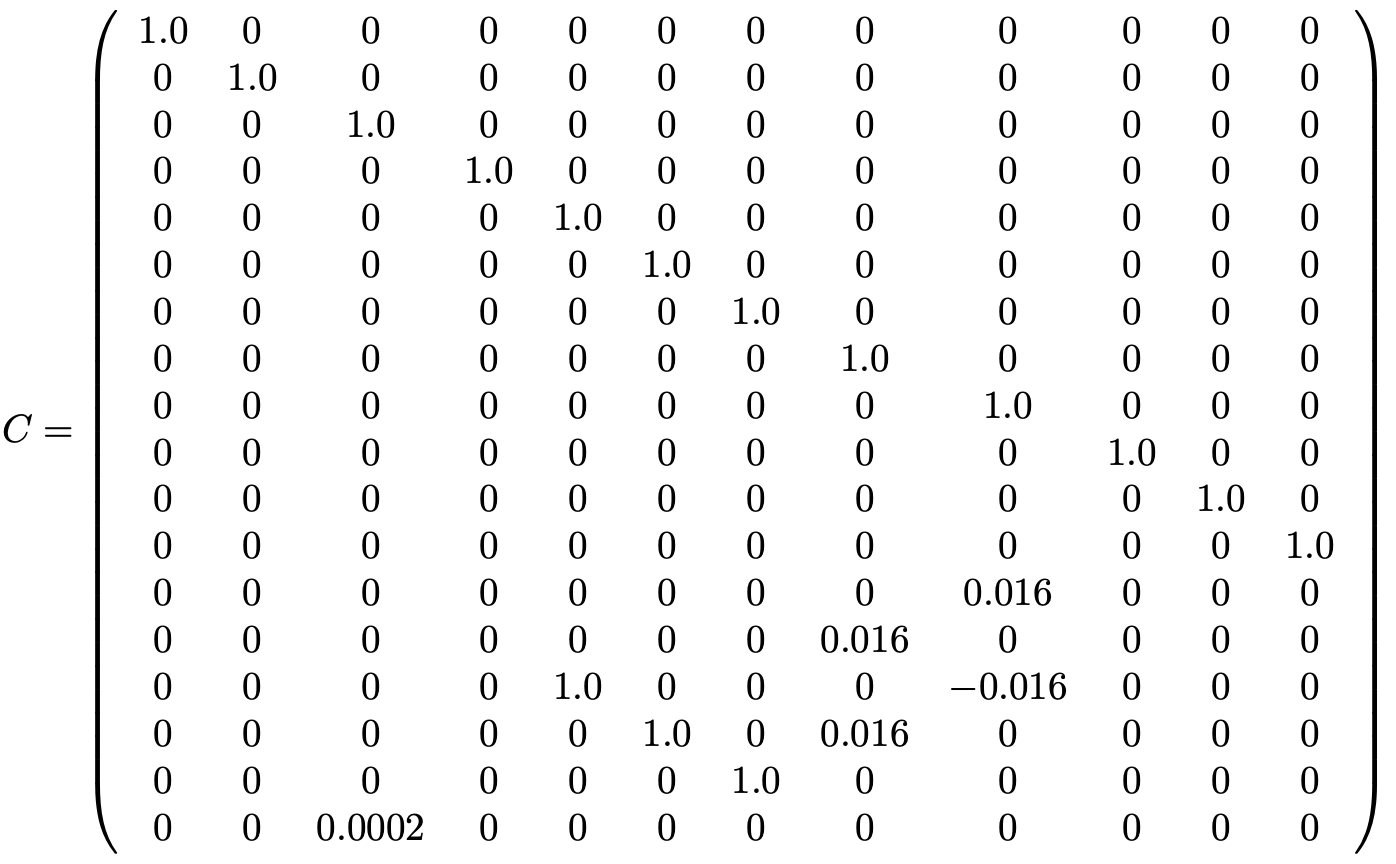 1.0 0 0 0 0 0 0 0 0 0 0 0
0 1.0 0 0 0 0 0 0 0 0 0 0
0 0 1.0 0 0 0 0 0 0 0 0 0
0 0 0 1.0 0 0 0 0 0 0 0 0
0 0 0 0 1.0 0 0 0 0 0 0 0
0 0 0 0 0 1.0 0 0 0 0 0 0
0 0 0 0 0 0 1.0 0 0 0 0 0
0 0 0 0 0 0 0 1.0 0 0 0 0
C = 0 0 0 0 0 0 0 0 1.0 0 0 0
0 0 0 0 0 0 0 0 0 1.0 0 0
0 0 0 0 0 0 0 0 0 0 1.0 0
0 0 0 0 0 0 0 0 0 0 0 1.0
0 0 0 0 0 0 0 0 0.016 0 0 0
0 0 0 0 0 0 0 0.016 0 0 0 0
0 0 0 0 1.0 0 0 0 −0.016 0 0 0
0 0 0 0 0 1.0 0 0.016 0 0 0 0
0 0 0 0 0 0 1.0 0 0 0 0 0
0 0 0.0002 0 0 0 0 0 0 0 0 0